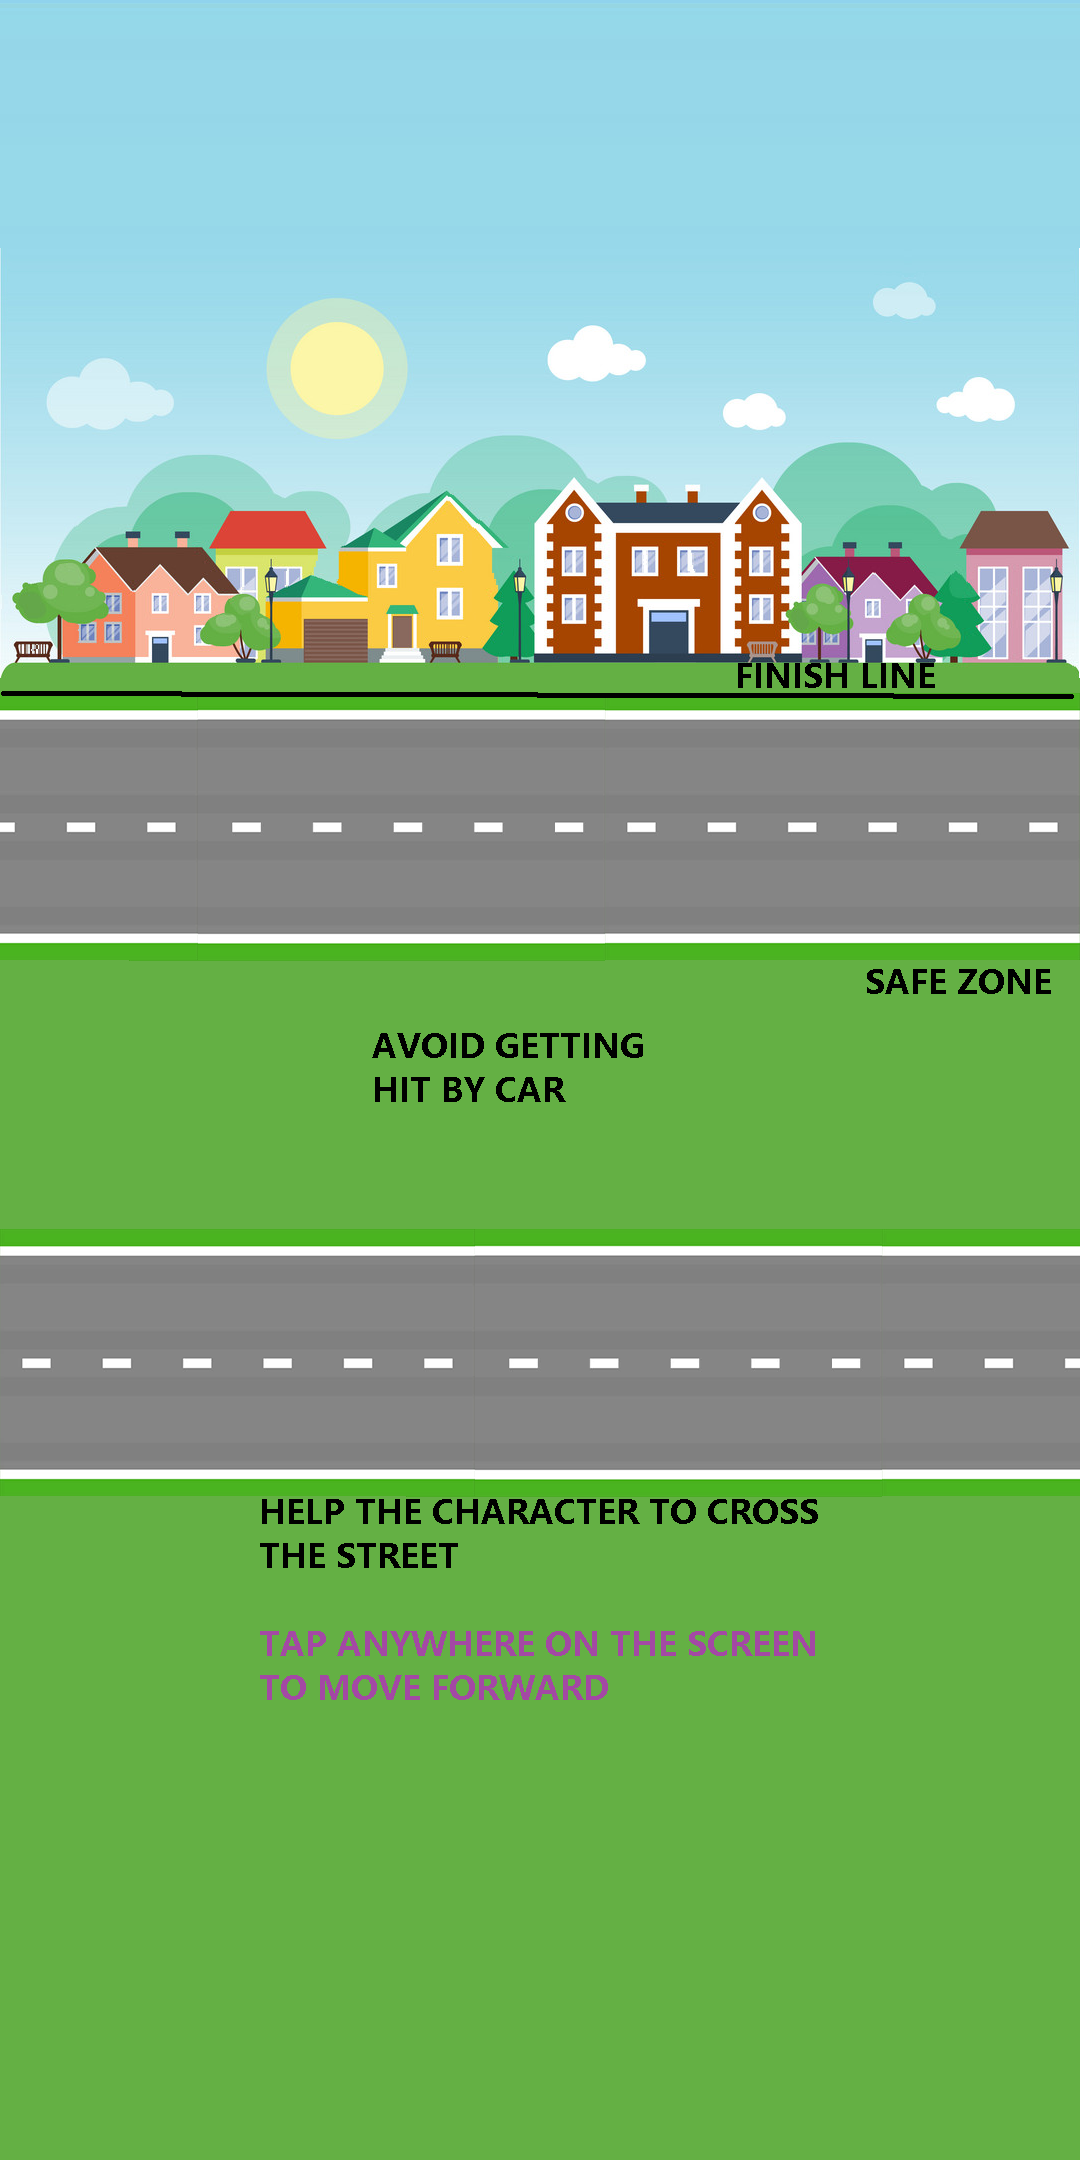 FINISH LINE
SAFE ZONE
AVOID GETTING
HIT BY CAR
HELP THE CHARACTER TO CROSS
THE STREET
TAP ANYWHERE ON THE SCREEN
TO MOVE FORWARD